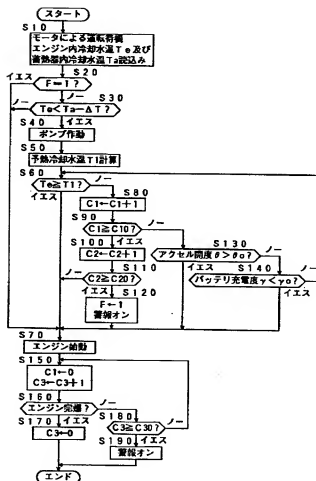 スタート
S10
モータによる運転待機
エンジン内冷却水温Te及び
蓄熱器内冷却水温Ta読込み
S20
F＝1？
イエス
ノー
S30
Te<Ta−ΔT？
ノー
イエス
S40
ポンプ作動
S50
予熱冷却水温T1計算
S60
Te≧T1？
ノー
イエス
S80
C1←C1＋1
S90
C1≧C10？
ノー
イエス
S100
C2←C2＋1
S110
C2≧C20？
ノー
イエス
S120
F←1
警報オン
S130
アクセル開度θ>θo？
ノー
イエス
S140
バッテリ充電度γ<γo？
ノー
イエス
S70
エンジン始動
S150
C1←0
C3←C3＋1
S160
エンジン完爆？
ノー
イエス
S170
C3←0
S180
C3≧C30？
ノー
イエス
S190
警報オン
エンド